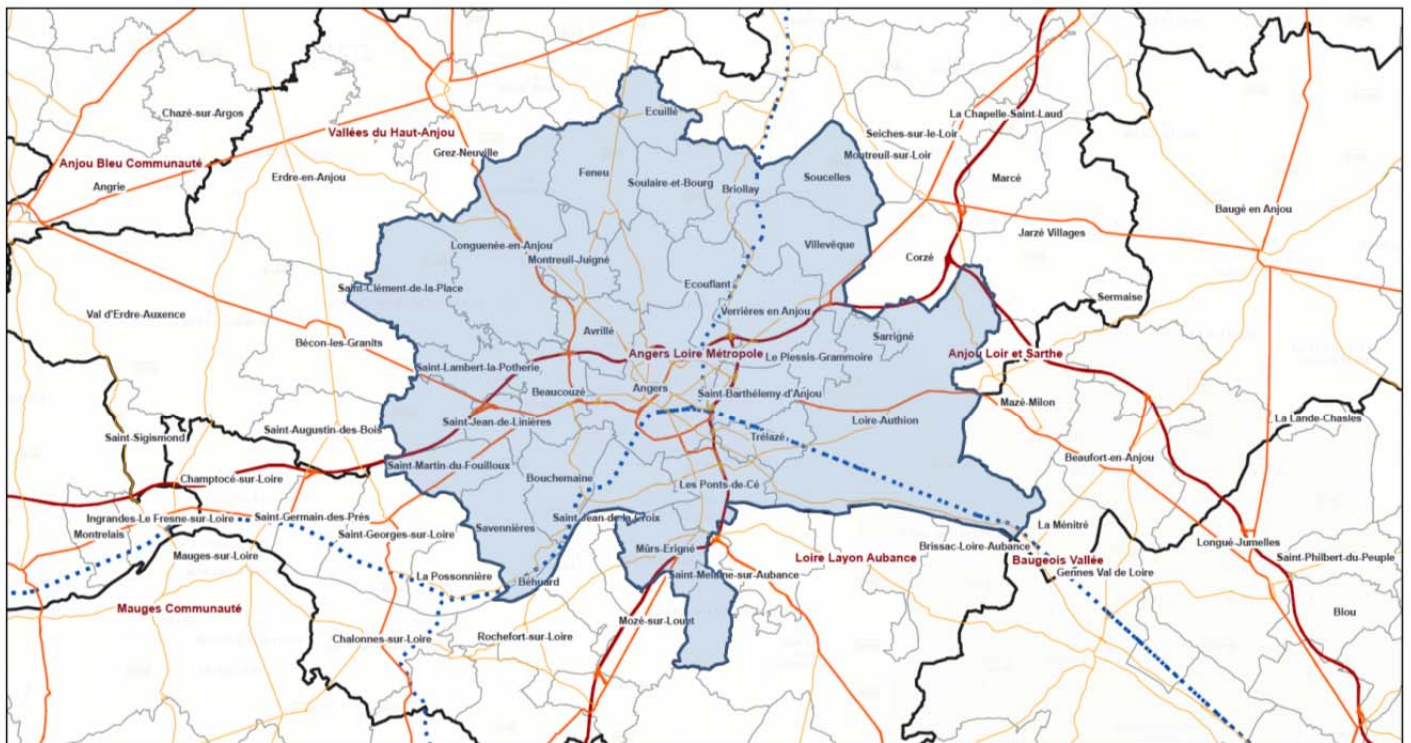 Ecuillé
Chazé-sur-Argos
La Chapelle-Saint-Laud
Vallées du Haut-Anjou
Seiches-sur-le-Loir
Grez-Neuville
Montreuil-sur-Loir
Anjou Bleu Communauté
Feneu
Erdre-en-Anjou
Soucelles
Marcé
Soulaire-et-Bourg
Angrie
Briollay
Baugé en Anjou
Jarzé Villages
Longuenée-en-Anjou
Villevêque
Montreuil-Juigné
Corzé
Ecouflant
Saint-Clément-de-la-Place
Sermaise
Val d'Erdre-Auxence
Verrières en Anjou
Avrillé
Sarrigné
Bécon-les-Granits
Angers Loire Métropole
Anjou Loir et Sarthe
Le Plessis-Grammoire
Saint-Lambert-la-Potherie
Angers
Beaucouzé
Saint-Barthélemy-d'Anjou
Mazé-Milon
La Lande-Chasles
Saint-Jean-de-Linières
Loire-Authion
Saint-Augustin-des-Bois
Saint-Sigismond
Trélazé
Beaufort-en-Anjou
Saint-Martin-du-Fouilloux
Champtocé-sur-Loire
Bouchemaine
Les Ponts-de-Cé
Ingrandes-Le Fresne-sur-Loire
Saint-Germain-des-Prés
Saint-Jean-de-la-Croix
La Ménitré
Savennières
Montrelais
Saint-Georges-sur-Loire
Longué-Jumelles
Brissac-Loire-Aubance
Mûrs-Erigné
Mauges-sur-Loire
Loire Layon Aubance
Saint-Philbert-du-Peuple
Baugeois Vallée
Gennes Val de Loire
La Possonnière
Saint-Melaine-sur-Aubance
Béhuard
Mauges Communauté
Blou
Mozé-sur-Louet
Rochefort-sur-Loire
Chalonnes-sur-Loire